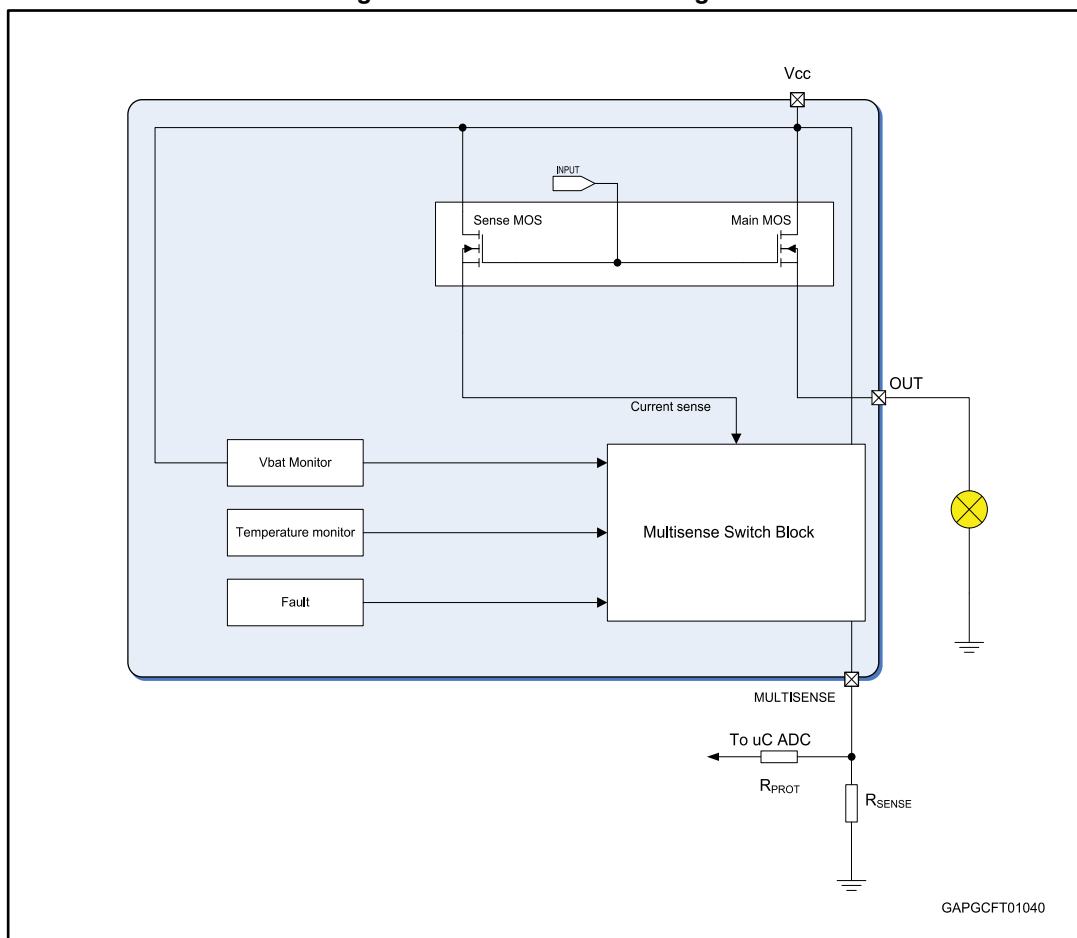 Vcc
INPUT
Sense MOS
Main MOS
OUT
Current sense
Vbat Monitor
Temperature monitor
Multisense Switch Block
Fault
MULTISENSE
To uC ADC
RPROT
RSENSE
GAPGCFT01040